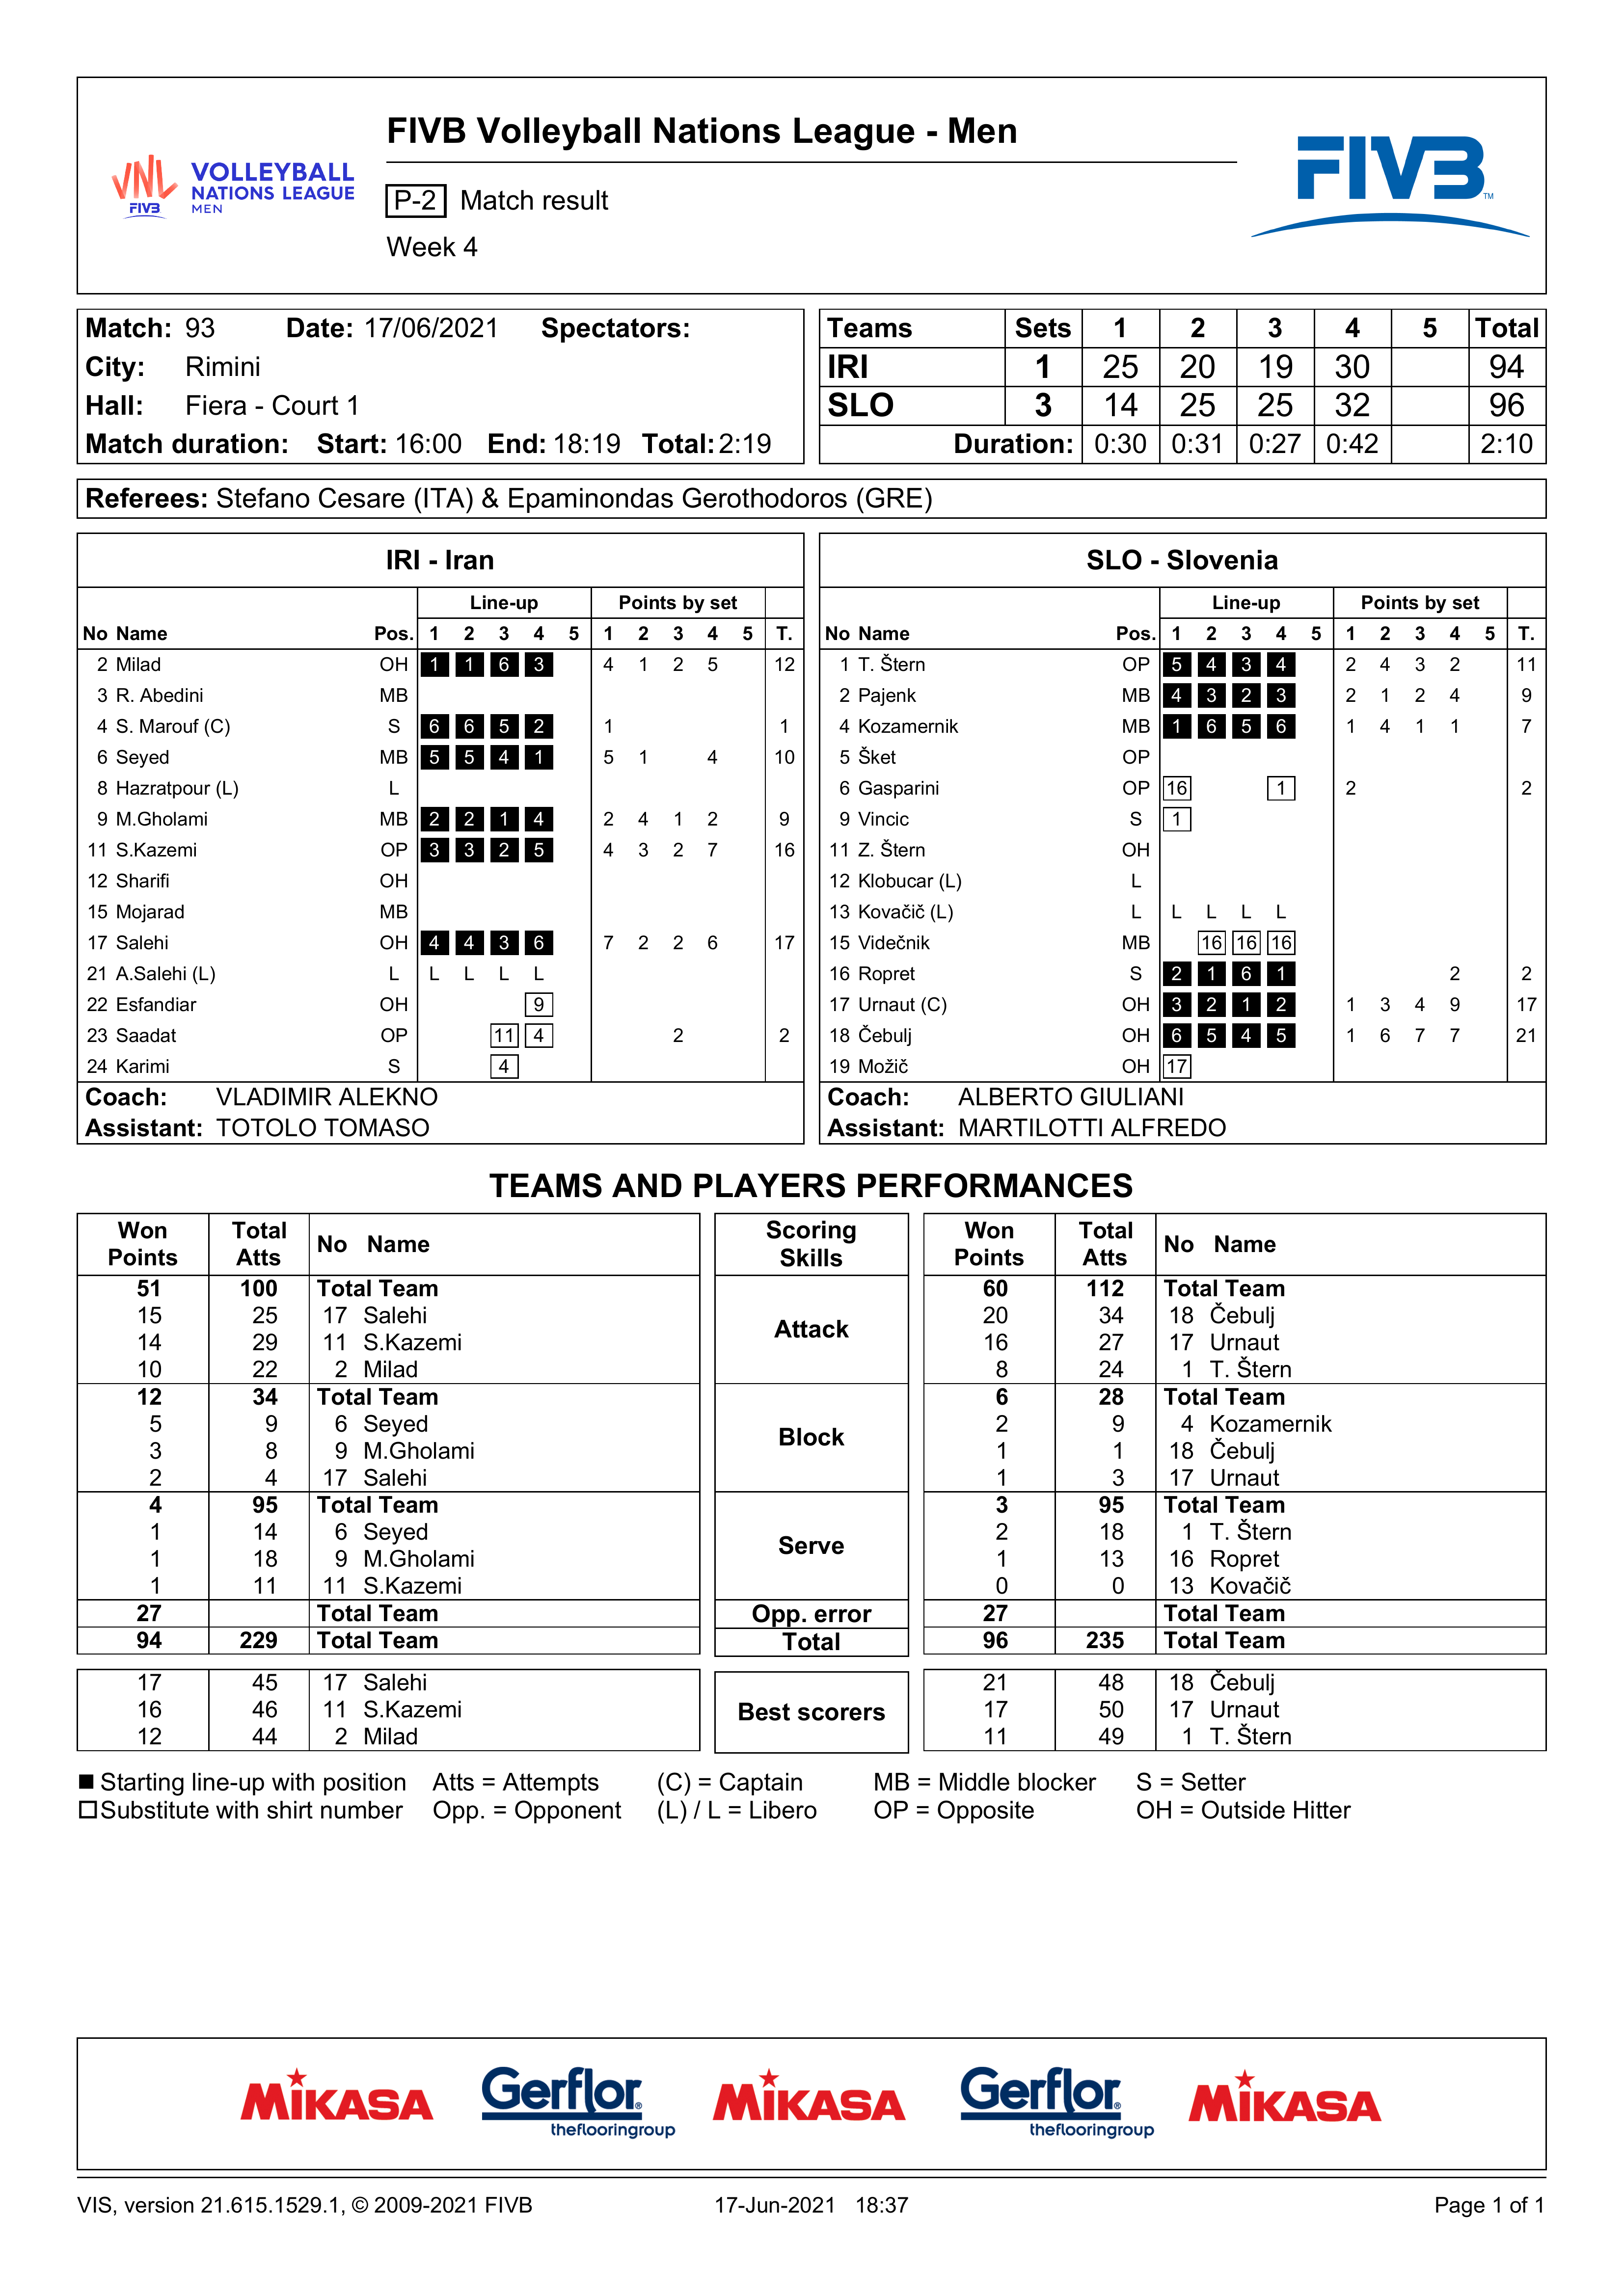 FIVB Volleyball Nations League - Men
VNL FIVB VOLLEYBALL NATIONS LEAGUE MEN
P-2 Match result
Week 4
FIVB TM
Match: 93 Date: 17/06/2021 Spectators:
City: Rimini
Hall: Fiera - Court 1
Match duration: Start: 16:00 End: 18:19 Total: 2:19
Teams Sets 1 2 3 4 5 Total
IRI 1 25 20 19 30 94
SLO 3 14 25 25 32 96
Duration: 0:30 0:31 0:27 0:42 2:10
Referees: Stefano Cesare (ITA) & Epaminondas Gerothodoros (GRE)
IRI - Iran
Line-up Points by set
No Name Pos. 1 2 3 4 5 1 2 3 4 5 T.
2 Milad OH 1 1 6 3 4 1 2 5 12
3 R. Abedini MB
4 S. Marouf (C) S 6 6 5 2 1 1
6 Seyed MB 5 5 4 1 5 1 4 10
8 Hazratpour (L) L
9 M.Gholami MB 2 2 1 4 2 4 1 2 9
11 S.Kazemi OP 3 3 2 5 4 3 2 7 16
12 Sharifi OH
15 Mojarad MB
17 Salehi OH 4 4 3 6 7 2 2 6 17
21 A.Salehi (L) L L L L L
22 Esfandiar OH 9
23 Saadat OP 11 4 2 2
24 Karimi S 4
Coach: VLADIMIR ALEKNO
Assistant: TOTOLO TOMASO
SLO - Slovenia
Line-up Points by set
No Name Pos. 1 2 3 4 5 1 2 3 4 5 T.
1 T. Štern OP 5 4 3 4 2 4 3 2 11
2 Pajenk MB 4 3 2 3 2 1 2 4 9
4 Kozamernik MB 1 6 5 6 1 4 1 1 7
5 Šket OP
6 Gasparini OP 16 1 2 2
9 Vincic S 1
11 Z. Štern OH
12 Klobucar (L) L
13 Kovačič (L) L L L L L
15 Videčnik MB 16 16 16
16 Ropret S 2 1 6 1 2 2
17 Urnaut (C) OH 3 2 1 2 1 3 4 9 17
18 Čebulj OH 6 5 4 5 1 6 7 7 21
19 Možič OH 17
Coach: ALBERTO GIULIANI
Assistant: MARTILOTTI ALFREDO
TEAMS AND PLAYERS PERFORMANCES
Won Points Total Atts No Name Scoring Skills Won Points Total Atts No Name
51 100 Total Team Attack 60 112 Total Team
15 25 17 Salehi 20 34 18 Čebulj
14 29 11 S.Kazemi 16 27 17 Urnaut
10 22 2 Milad 8 24 1 T. Štern
12 34 Total Team Block 6 28 Total Team
5 9 6 Seyed 2 9 4 Kozamernik
3 8 9 M.Gholami 1 1 18 Čebulj
2 4 17 Salehi 1 3 17 Urnaut
4 95 Total Team Serve 3 95 Total Team
1 14 6 Seyed 2 18 1 T. Štern
1 18 9 M.Gholami 1 13 16 Ropret
1 11 11 S.Kazemi 0 0 13 Kovačič
27 Total Team Opp. error 27 Total Team
94 229 Total Team Total 96 235 Total Team
17 45 17 Salehi Best scorers 21 48 18 Čebulj
16 46 11 S.Kazemi 17 50 17 Urnaut
12 44 2 Milad 11 49 1 T. Štern
Starting line-up with position Atts = Attempts (C) = Captain MB = Middle blocker S = Setter
Substitute with shirt number Opp. = Opponent (L) / L = Libero OP = Opposite OH = Outside Hitter
MIKASA Gerflor® theflooringgroup MIKASA Gerflor® theflooringgroup MIKASA
VIS, version 21.615.1529.1, © 2009-2021 FIVB 17-Jun-2021 18:37 Page 1 of 1